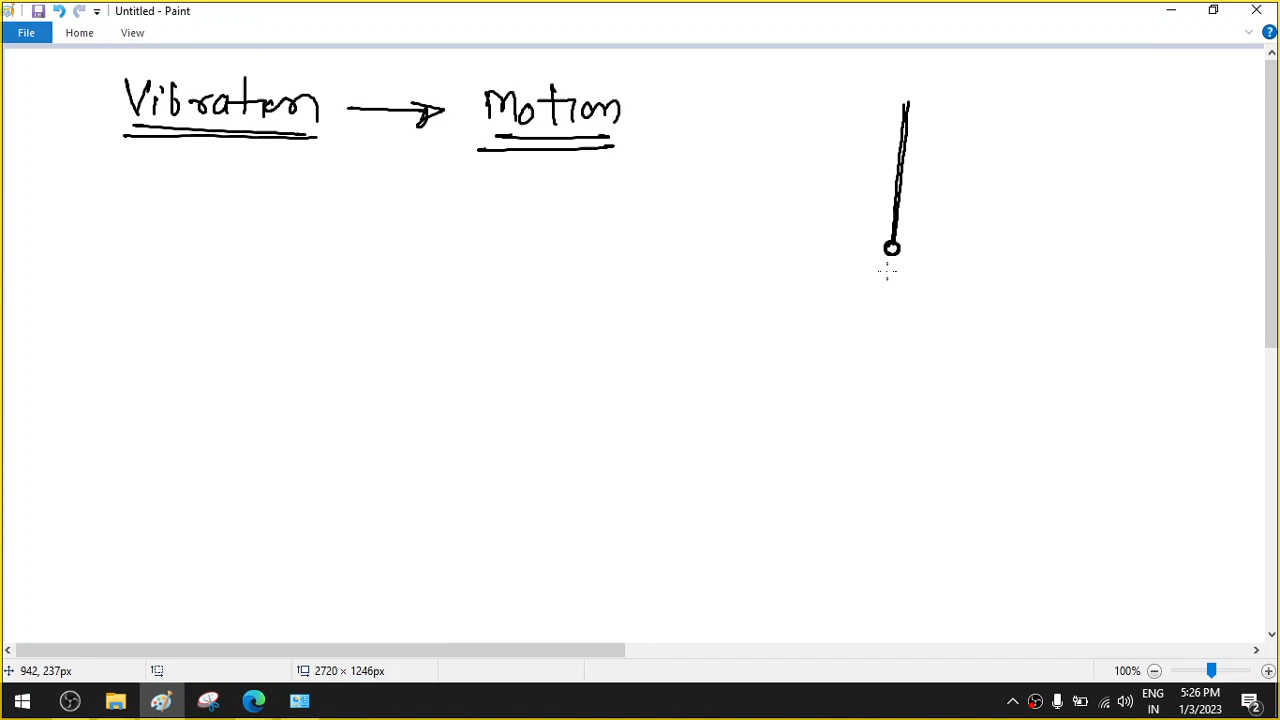 Untitled - Paint
File Home View
Vibration → Motion
942, 237px
2720 × 1246px
100%
ENG
IN
5:26 PM
1/3/2023
2